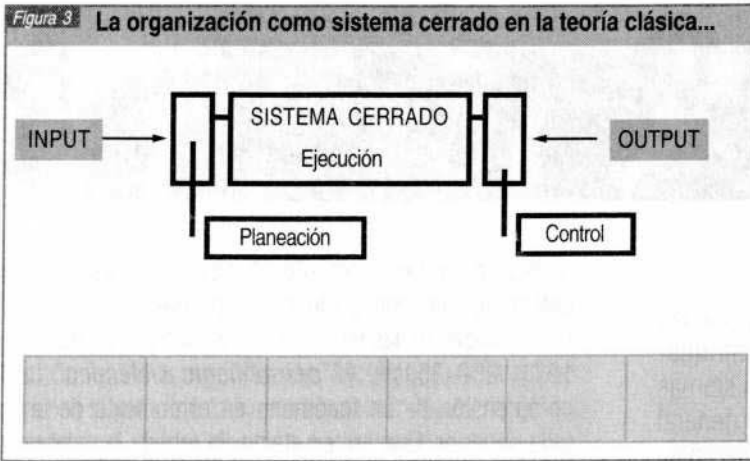 Figura 3 La organización como sistema cerrado en la teoría clásica...
INPUT
SISTEMA CERRADO
Ejecución
OUTPUT
Planeación
Control